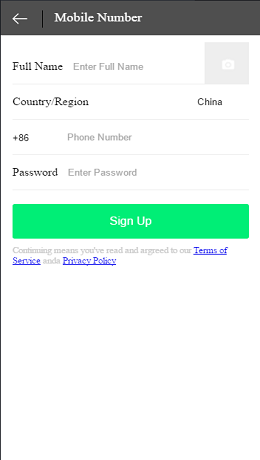 Mobile Number
Full Name Enter Full Name
Country/Region China
+86 Phone Number
Password Enter Password
Sign Up
Continuing means you've read and argreed to our Terms of
Service anda Privacy Policy